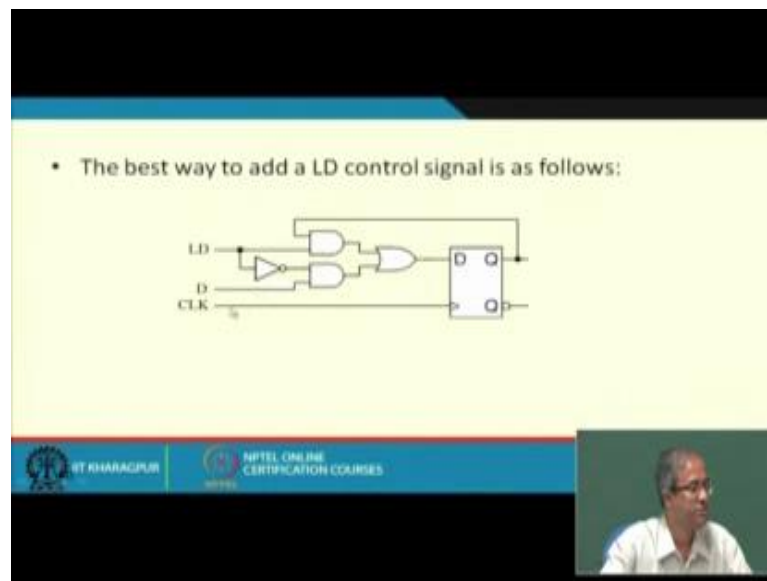 • The best way to add a LD control signal is as follows:
LD
D
CLK
D Q
Q
IIT KHARAGPUR
NPTEL ONLINE
CERTIFICATION COURSES